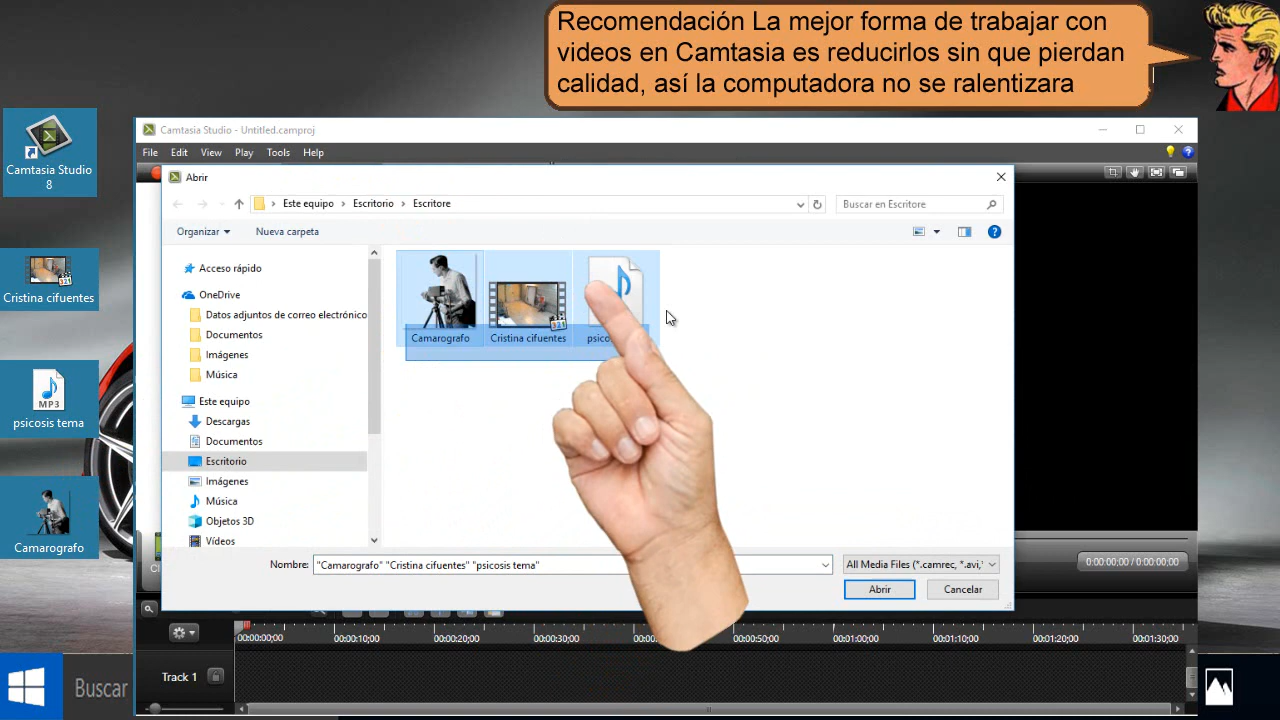 Recomendación La mejor forma de trabajar con
videos en Camtasia es reducirlos sin que pierdan
calidad, así la computadora no se ralentizara
Camtasia Studio
8
Cristina cifuentes
MP3
psicosis tema
Camarografo
Camtasia Studio - Untitled.camproj
File Edit View Play Tools Help
Abrir
Este equipo Escritorio Escritore
Buscar en Escritore
Organizar Nueva carpeta
Acceso rápido
OneDrive
Datos adjuntos de correo electrónico
Documentos
Imágenes
Música
Este equipo
Descargas
Documentos
Escritorio
Imágenes
Música
Objetos 3D
Vídeos
Camarografo
321
Cristina cifuentes
Nombre: "Camarografo" "Cristina cifuentes" "psicosis tema"
All Media Files (*.camrec, *.avi,
Abrir
Cancelar
0:00:00;00 / 0:00:00;00
00:00:00;00 00:00:10;00 00:00:20;00 00:00:30;00 00:00:50;00 00:01:00;00 00:01:10;00 00:01:20;00 00:01:30;00
Track 1
Buscar